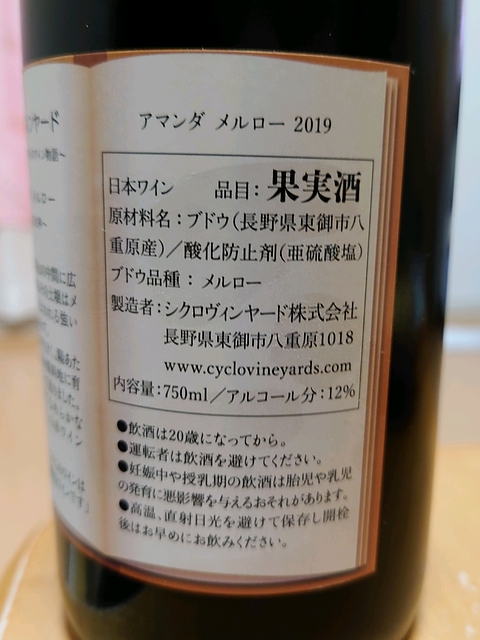 アマンダ メルロー 2019
日本ワイン 品目：果実酒
原材料名：ブドウ（長野県東御市八
重原産）／酸化防止剤（亜硫酸塩）
ブドウ品種：メルロー
製造者：シクロヴィンヤード株式会社
長野県東御市八重原1018
www.cyclovineyards.com
内容量：750ml／アルコール分：12%
●飲酒は20歳になってから。
●運転者は飲酒を避けてください。
●妊娠中や授乳期の飲酒は胎児や乳児
の発育に悪影響を与えるおそれがあります。
●高温、直射日光を避けて保存し開栓
後はお早めにお飲みください。
ンヤード
メルロー